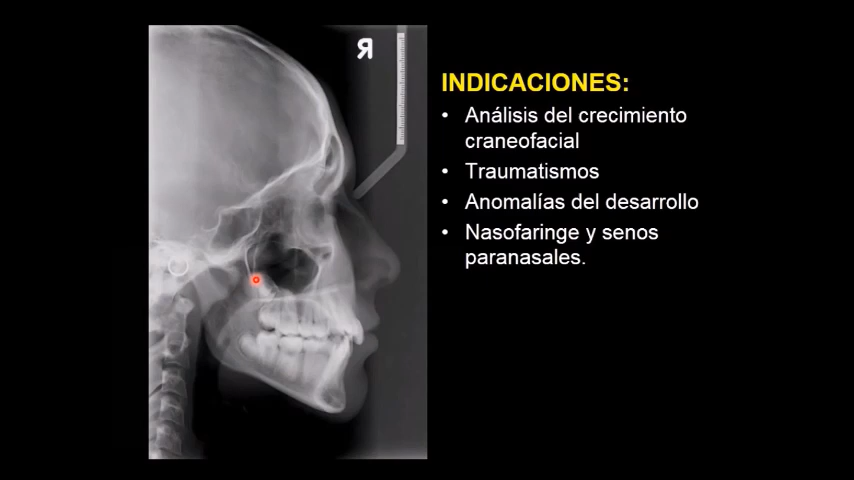 R
INDICACIONES:
• Análisis del crecimiento
craneofacial
• Traumatismos
• Anomalías del desarrollo
• Nasofaringe y senos
paranasales.